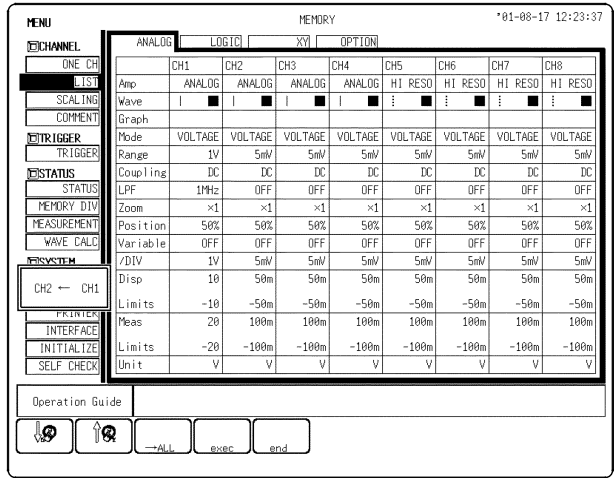 MENU MEMORY '01-08-17 12:23:37
CHANNEL ANALOG LOGIC XY OPTION
ONE CH CH1 CH2 CH3 CH4 CH5 CH6 CH7 CH8
LIST Amp ANALOG ANALOG ANALOG ANALOG HI RESO HI RESO HI RESO HI RESO
SCALING Wave
COMMENT Graph
TRIGGER Mode VOLTAGE VOLTAGE VOLTAGE VOLTAGE VOLTAGE VOLTAGE VOLTAGE VOLTAGE
TRIGGER Range 1V 5mV 5mV 5mV 5mV 5mV 5mV 5mV
STATUS Coupling DC DC DC DC DC DC DC DC
STATUS LPF 1MHz OFF OFF OFF OFF OFF OFF OFF
MEMORY DIV Zoom ×1 ×1 ×1 ×1 ×1 ×1 ×1 ×1
MEASUREMENT Position 50% 50% 50% 50% 50% 50% 50% 50%
WAVE CALC Variable OFF OFF OFF OFF OFF OFF OFF OFF
SYSTEM /DIV 1V 5mV 5mV 5mV 5mV 5mV 5mV 5mV
CH2 ← CH1 Disp 10 50m 50m 50m 50m 50m 50m 50m
Limits -10 -50m -50m -50m -50m -50m -50m -50m
PRINTER Meas 20 100m 100m 100m 100m 100m 100m 100m
INTERFACE
INITIALIZE Limits -20 -100m -100m -100m -100m -100m -100m -100m
SELF CHECK Unit V V V V V V V V
Operation Guide
→ALL exec end